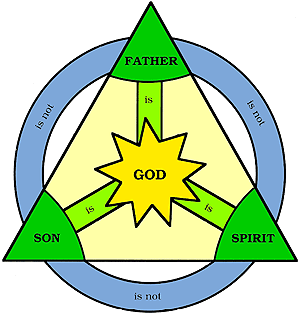 FATHER
is not
is
is not
GOD
is
is
SON
SPIRIT
is not